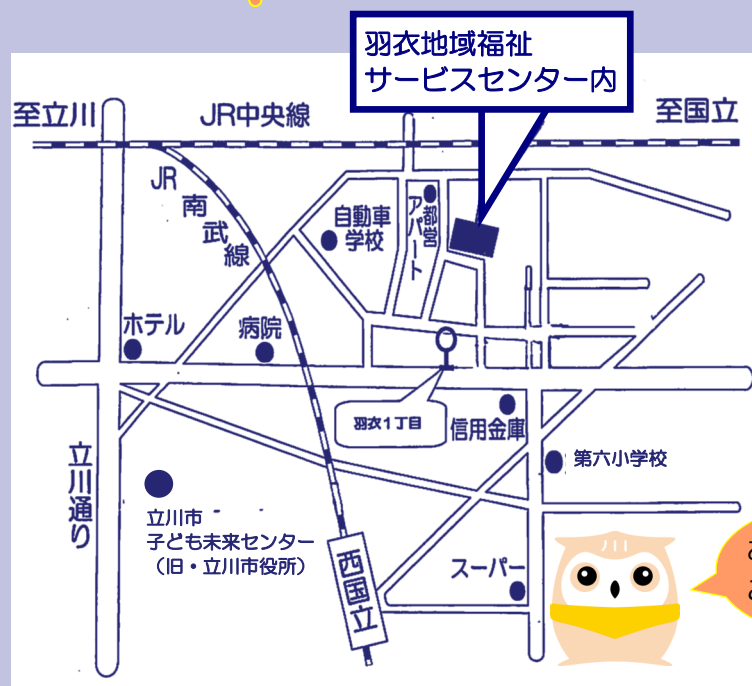 羽衣地域福祉
サービスセンター内
至立川
JR中央線
至国立
JR南武線
自動車
学校
都営
アパート
ホテル
病院
羽衣1丁目
信用金庫
第六小学校
立川通り
立川市
子ども未来センター
（旧・立川市役所）
西国立
スーパー